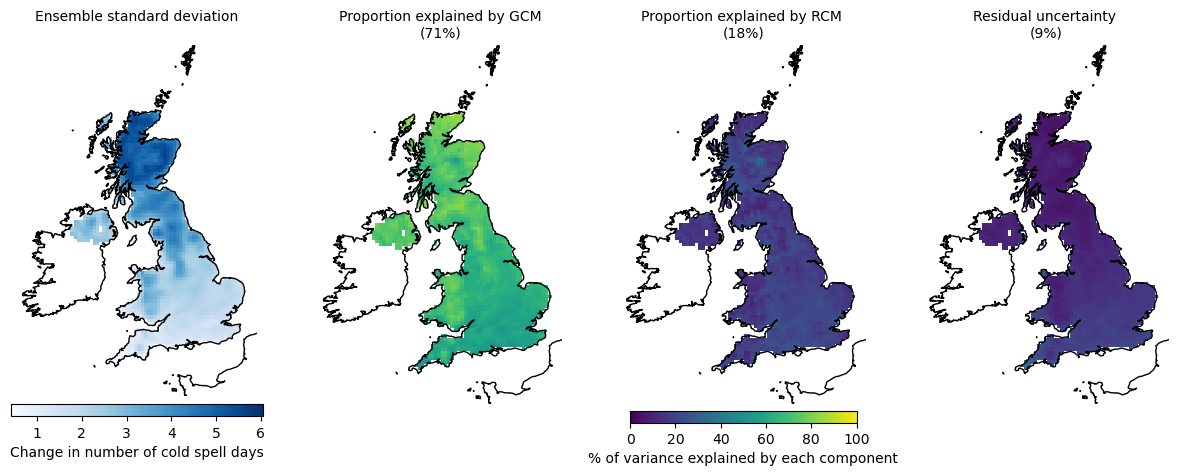 Ensemble standard deviation
Proportion explained by GCM
(71%)
Proportion explained by RCM
(18%)
Residual uncertainty
(9%)
1 2 3 4 5 6
Change in number of cold spell days
0 20 40 60 80 100
% of variance explained by each component